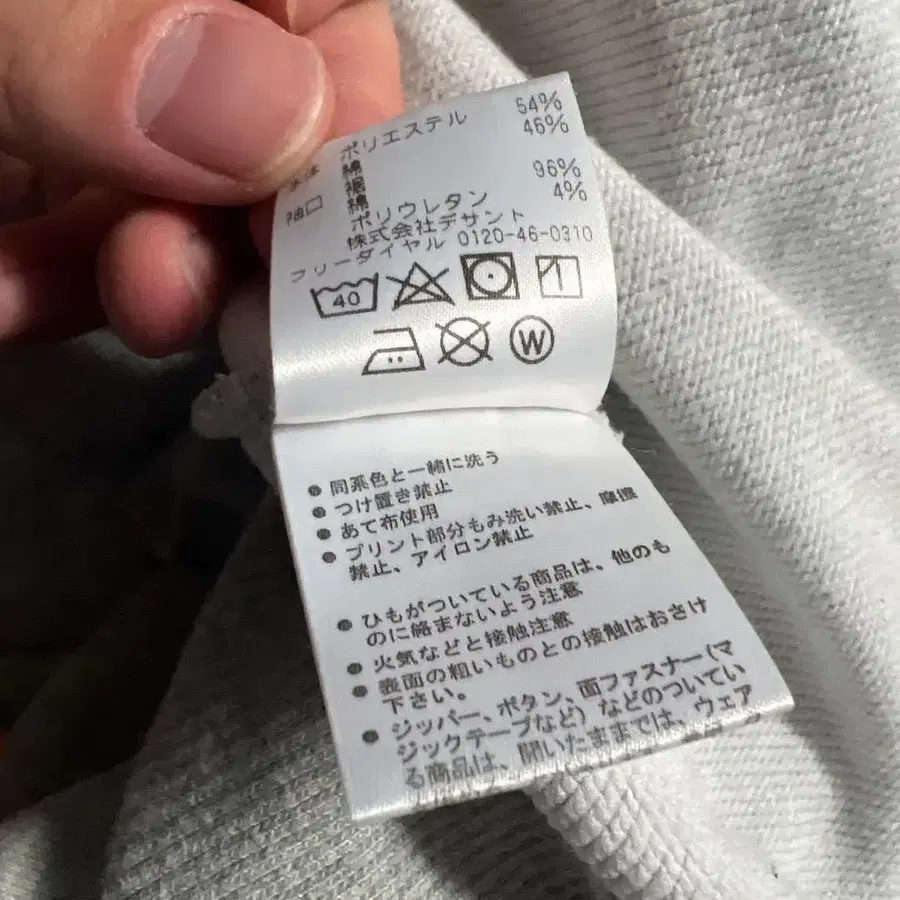 ポリエステル 54%
本体 綿 46%
裾
袖口 綿 96%
ポリウレタン 4%
株式会社デサント
フリーダイヤル 0120-46-0310
40
W
● 同系色と一緒に洗う
● つけ置き禁止
● あて布使用
● プリント部分もみ洗い禁止、摩擦
禁止、アイロン禁止
● ひもがついている商品は、他のも
のに絡まないよう注意
● 火気などと接触注意
● 表面の粗いものとの接触はおさけ
下さい。
● ジッパー、ボタン、面ファスナー(マ
ジックテープなど)などのついてい
る商品は、開いたままでは、ウェア